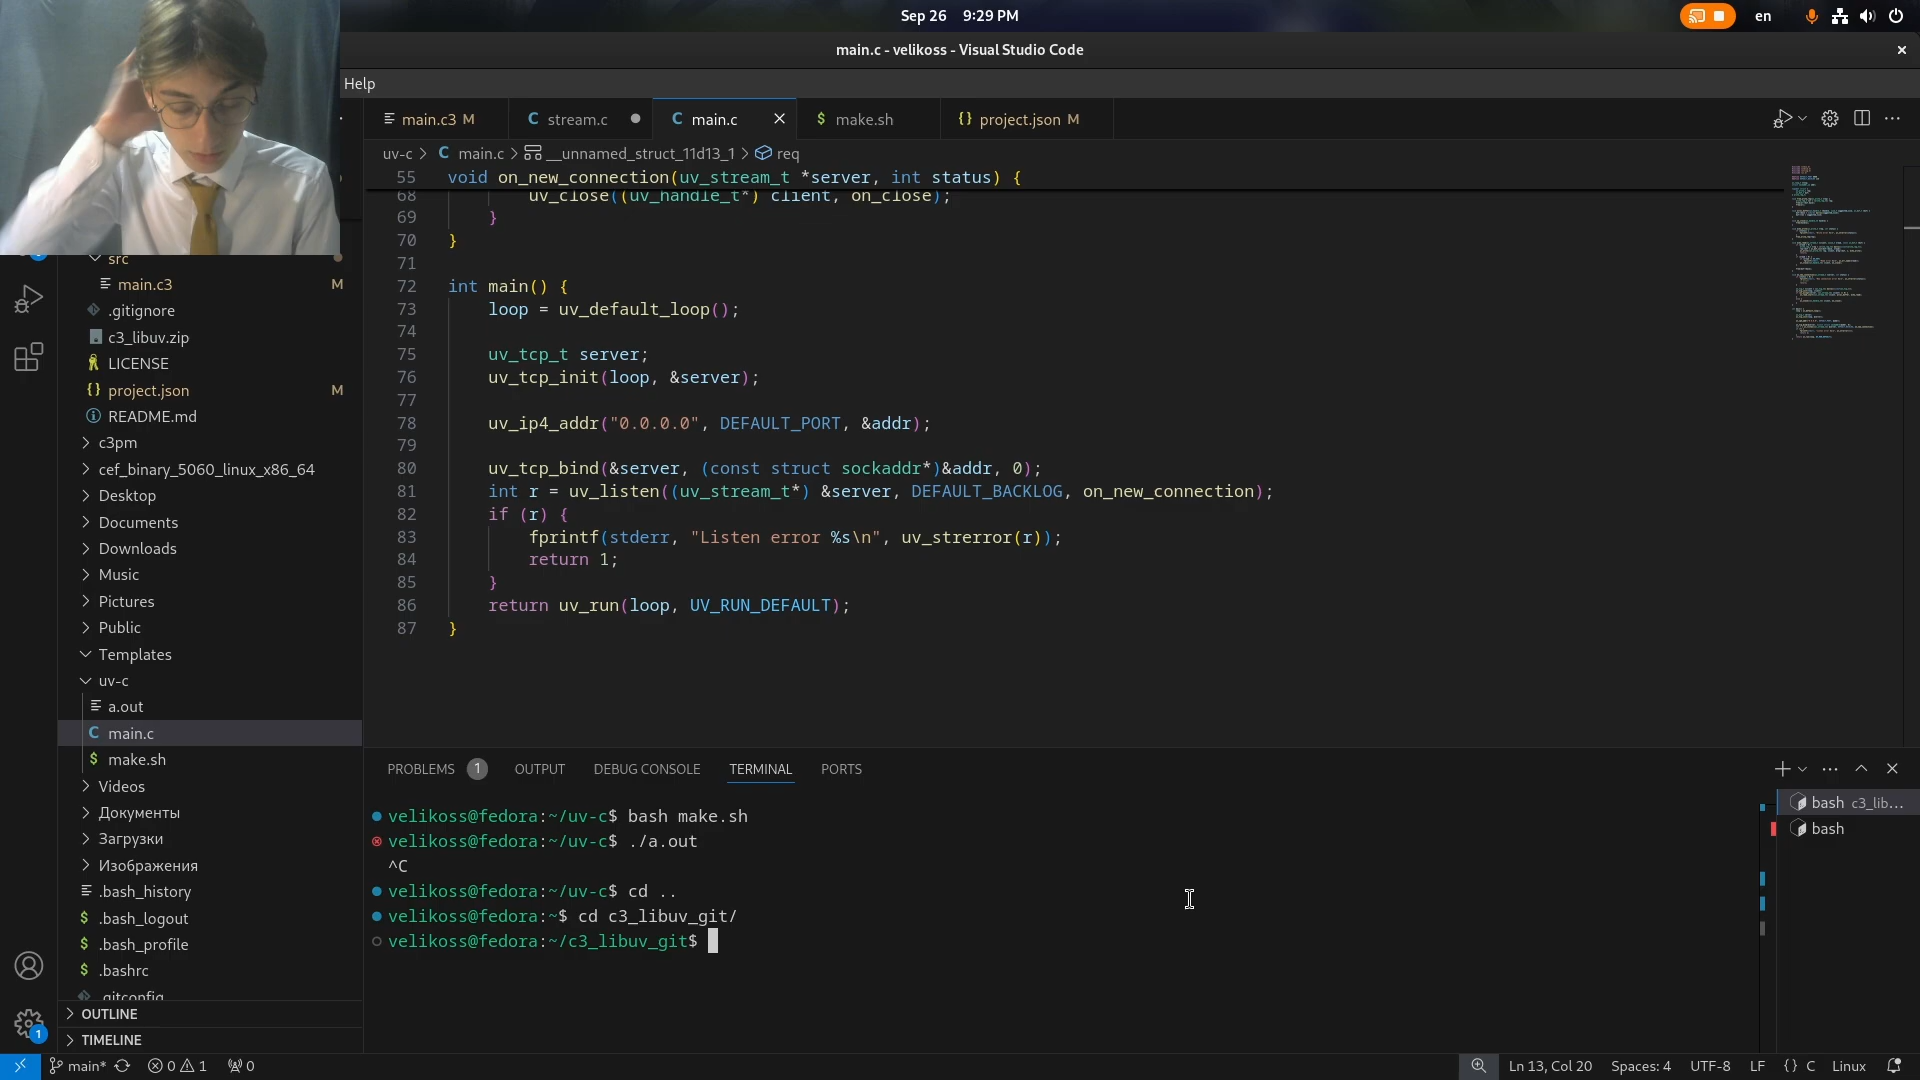 Sep 26 9:29 PM
en
main.c - velikoss - Visual Studio Code
Help
main.c3 M
stream.c
main.c
make.sh
project.json M
uv-c > main.c > __unnamed_struct_11d13_1 > req
55 void on_new_connection(uv_stream_t *server, int status) {
68 uv_close((uv_handle_t*) client, on_close);
69 }
70 }
71
72 int main() {
73 loop = uv_default_loop();
74
75 uv_tcp_t server;
76 uv_tcp_init(loop, &server);
77
78 uv_ip4_addr("0.0.0.0", DEFAULT_PORT, &addr);
79
80 uv_tcp_bind(&server, (const struct sockaddr*)&addr, 0);
81 int r = uv_listen((uv_stream_t*) &server, DEFAULT_BACKLOG, on_new_connection);
82 if (r) {
83 fprintf(stderr, "Listen error %s\n", uv_strerror(r));
84 return 1;
85 }
86 return uv_run(loop, UV_RUN_DEFAULT);
87 }
src
main.c3 M
.gitignore
c3_libuv.zip
LICENSE
project.json M
README.md
c3pm
cef_binary_5060_linux_x86_64
Desktop
Documents
Downloads
Music
Pictures
Public
Templates
uv-c
a.out
main.c
make.sh
Videos
Документы
Загрузки
Изображения
.bash_history
.bash_logout
.bash_profile
.bashrc
.gitconfig
OUTLINE
TIMELINE
PROBLEMS 1 OUTPUT DEBUG CONSOLE TERMINAL PORTS
velikoss@fedora:~/uv-c$ bash make.sh
velikoss@fedora:~/uv-c$ ./a.out
^C
velikoss@fedora:~/uv-c$ cd ..
velikoss@fedora:~$ cd c3_libuv_git/
velikoss@fedora:~/c3_libuv_git$
bash c3_lib...
bash
1
main* 0 1 0
Ln 13, Col 20 Spaces: 4 UTF-8 LF {} C Linux